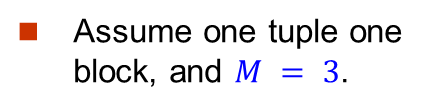 Assume one tuple one
block, and M = 3.